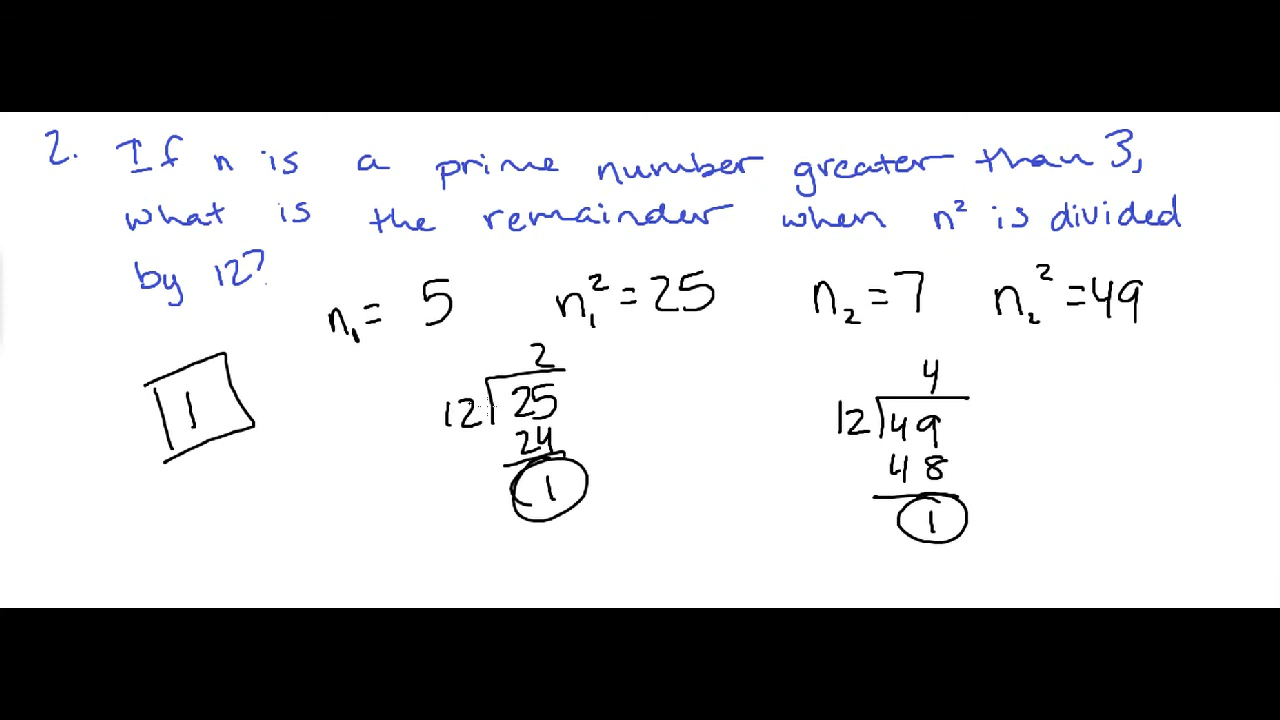 2. If n is a prime number greater than 3,
what is the remainder when n² is divided
by 12?
n₁ = 5 n₁² = 25 n₂ = 7 n₂² = 49
2
12 25
24
1
4
12 49
48
1
1